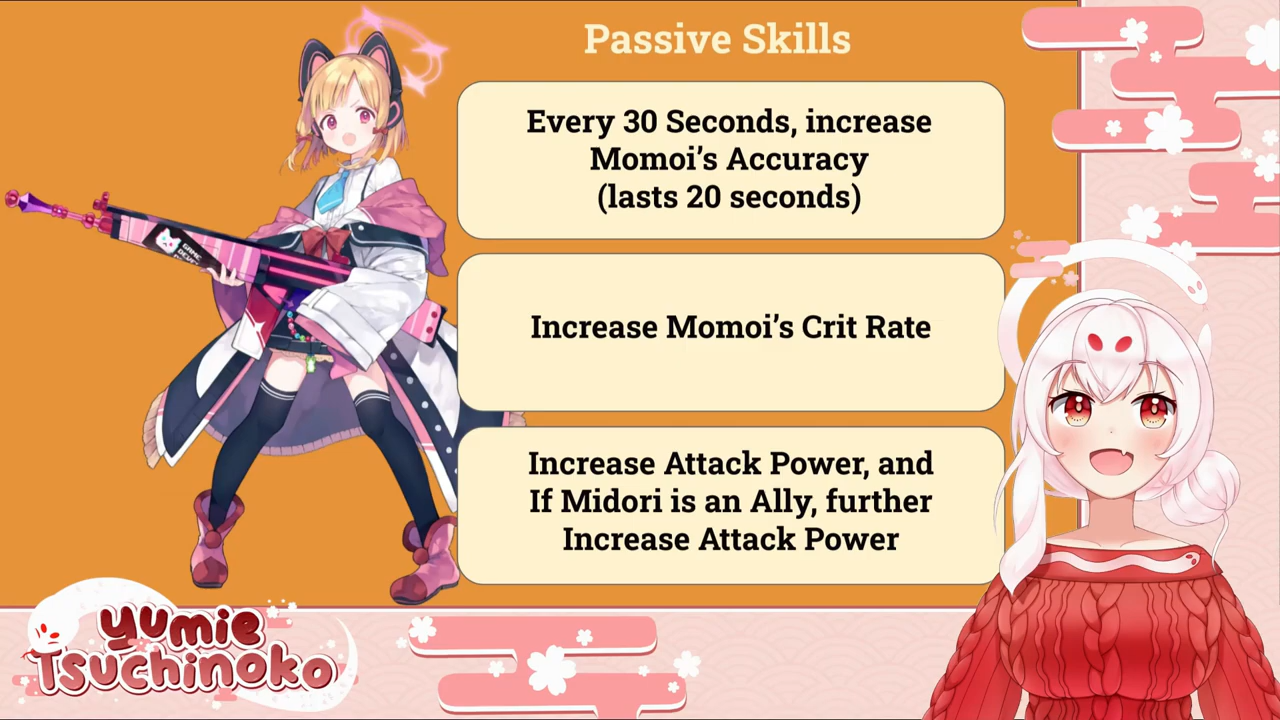 Passive Skills
Every 30 Seconds, increase
Momoi's Accuracy
(lasts 20 seconds)
Increase Momoi's Crit Rate
Increase Attack Power, and
If Midori is an Ally, further
Increase Attack Power
GAME
yumie
Tsuchinoko